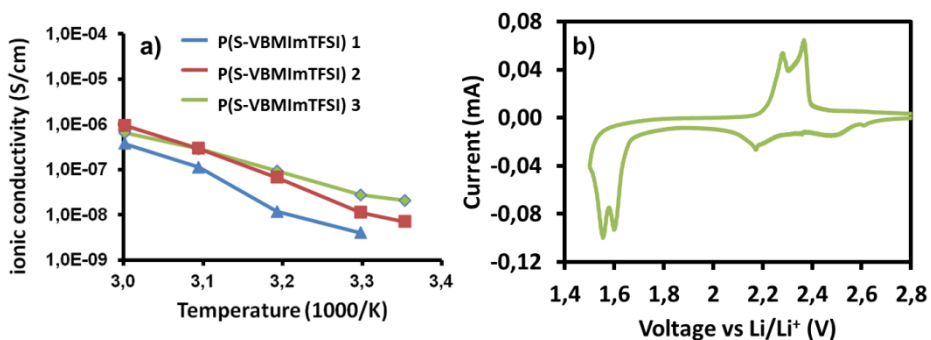 a)
P(S-VBMImTFSI) 1
P(S-VBMImTFSI) 2
P(S-VBMImTFSI) 3
ionic conductivity (S/cm)
1,0E-04
1,0E-05
1,0E-06
1,0E-07
1,0E-08
1,0E-09
3,0 3,1 3,2 3,3 3,4
Temperature (1000/K)
b)
Current (mA)
0,08
0,04
0,00
-0,04
-0,08
-0,12
1,4 1,6 1,8 2 2,2 2,4 2,6 2,8
Voltage vs Li/Li⁺ (V)